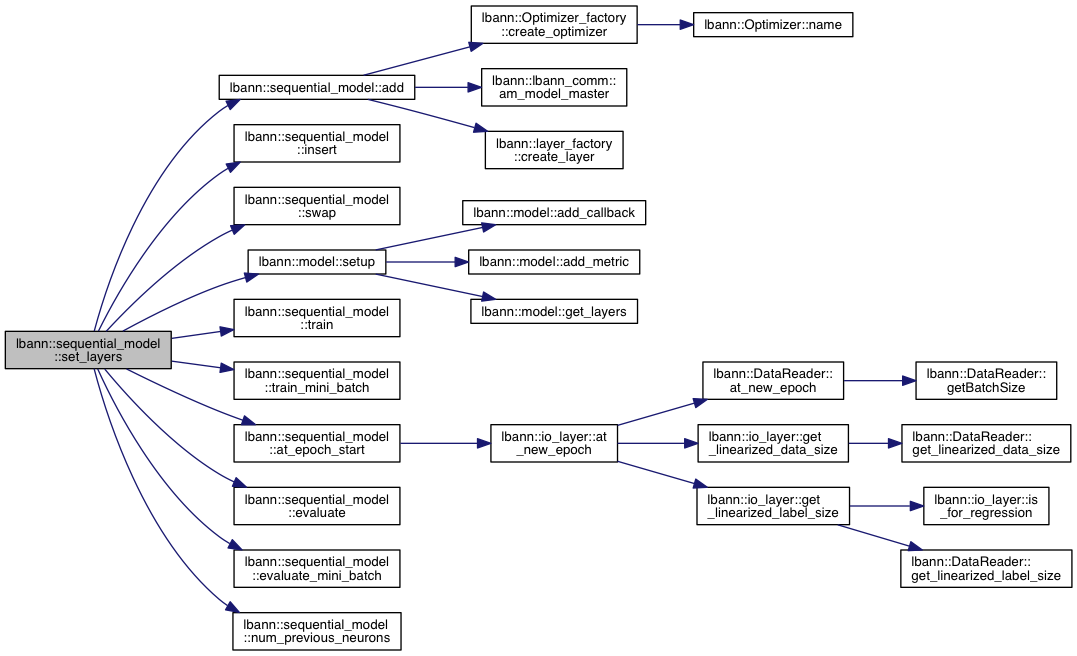 lbann::sequential_model
::set_layers
lbann::sequential_model::add
lbann::Optimizer_factory
::create_optimizer
lbann::Optimizer::name
lbann::lbann_comm::
am_model_master
lbann::layer_factory
::create_layer
lbann::sequential_model
::insert
lbann::sequential_model
::swap
lbann::model::setup
lbann::model::add_callback
lbann::model::add_metric
lbann::model::get_layers
lbann::sequential_model
::train
lbann::sequential_model
::train_mini_batch
lbann::sequential_model
::at_epoch_start
lbann::io_layer::at
_new_epoch
lbann::DataReader::
at_new_epoch
lbann::DataReader::
getBatchSize
lbann::io_layer::get
_linearized_data_size
lbann::DataReader::
get_linearized_data_size
lbann::io_layer::get
_linearized_label_size
lbann::io_layer::is
_for_regression
lbann::DataReader::
get_linearized_label_size
lbann::sequential_model
::evaluate
lbann::sequential_model
::evaluate_mini_batch
lbann::sequential_model
::num_previous_neurons